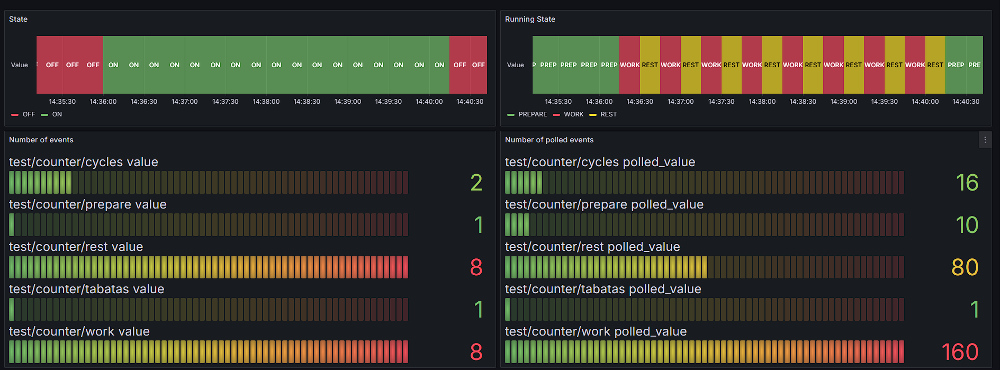 State
Value
F OFF OFF OFF ON ON ON ON ON ON ON ON ON ON ON ON ON ON ON ON ON OFF OFF
14:35:30 14:36:00 14:36:30 14:37:00 14:37:30 14:38:00 14:38:30 14:39:00 14:39:30 14:40:00 14:40:30
OFF ON
Running State
Value
P PREP PREP PREP PREP WORK REST WORK REST WORK REST WORK REST WORK REST WORK REST WORK REST WORK REST PREP PRE
14:35:30 14:36:00 14:36:30 14:37:00 14:37:30 14:38:00 14:38:30 14:39:00 14:39:30 14:40:00 14:40:30
PREPARE WORK REST
Number of events
test/counter/cycles value
2
test/counter/prepare value
1
test/counter/rest value
8
test/counter/tabatas value
1
test/counter/work value
8
Number of polled events
test/counter/cycles polled_value
16
test/counter/prepare polled_value
10
test/counter/rest polled_value
80
test/counter/tabatas polled_value
1
test/counter/work polled_value
160